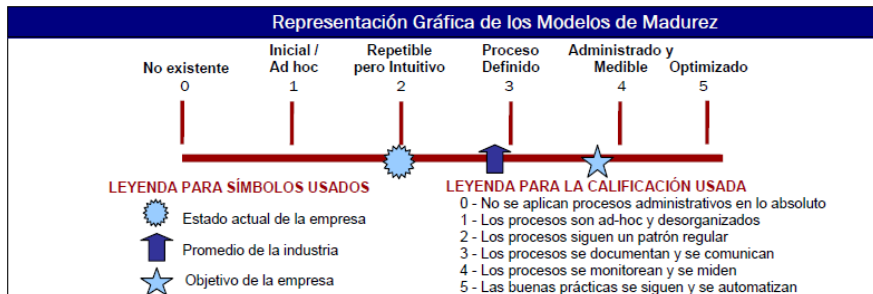 Representación Gráfica de los Modelos de Madurez
No existente
0
Inicial /
Ad hoc
1
Repetible
pero Intuitivo
2
Proceso
Definido
3
Administrado y
Medible
4
Optimizado
5
LEYENDA PARA SÍMBOLOS USADOS
Estado actual de la empresa
Promedio de la industria
Objetivo de la empresa
LEYENDA PARA LA CALIFICACIÓN USADA
0 - No se aplican procesos administrativos en lo absoluto
1 - Los procesos son ad-hoc y desorganizados
2 - Los procesos siguen un patrón regular
3 - Los procesos se documentan y se comunican
4 - Los procesos se monitorean y se miden
5 - Las buenas prácticas se siguen y se automatizan